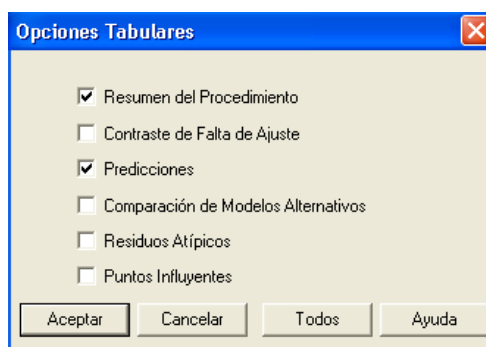 Opciones Tabulares
Resumen del Procedimiento
Contraste de Falta de Ajuste
Predicciones
Comparación de Modelos Alternativos
Residuos Atípicos
Puntos Influyentes
Aceptar Cancelar Todos Ayuda